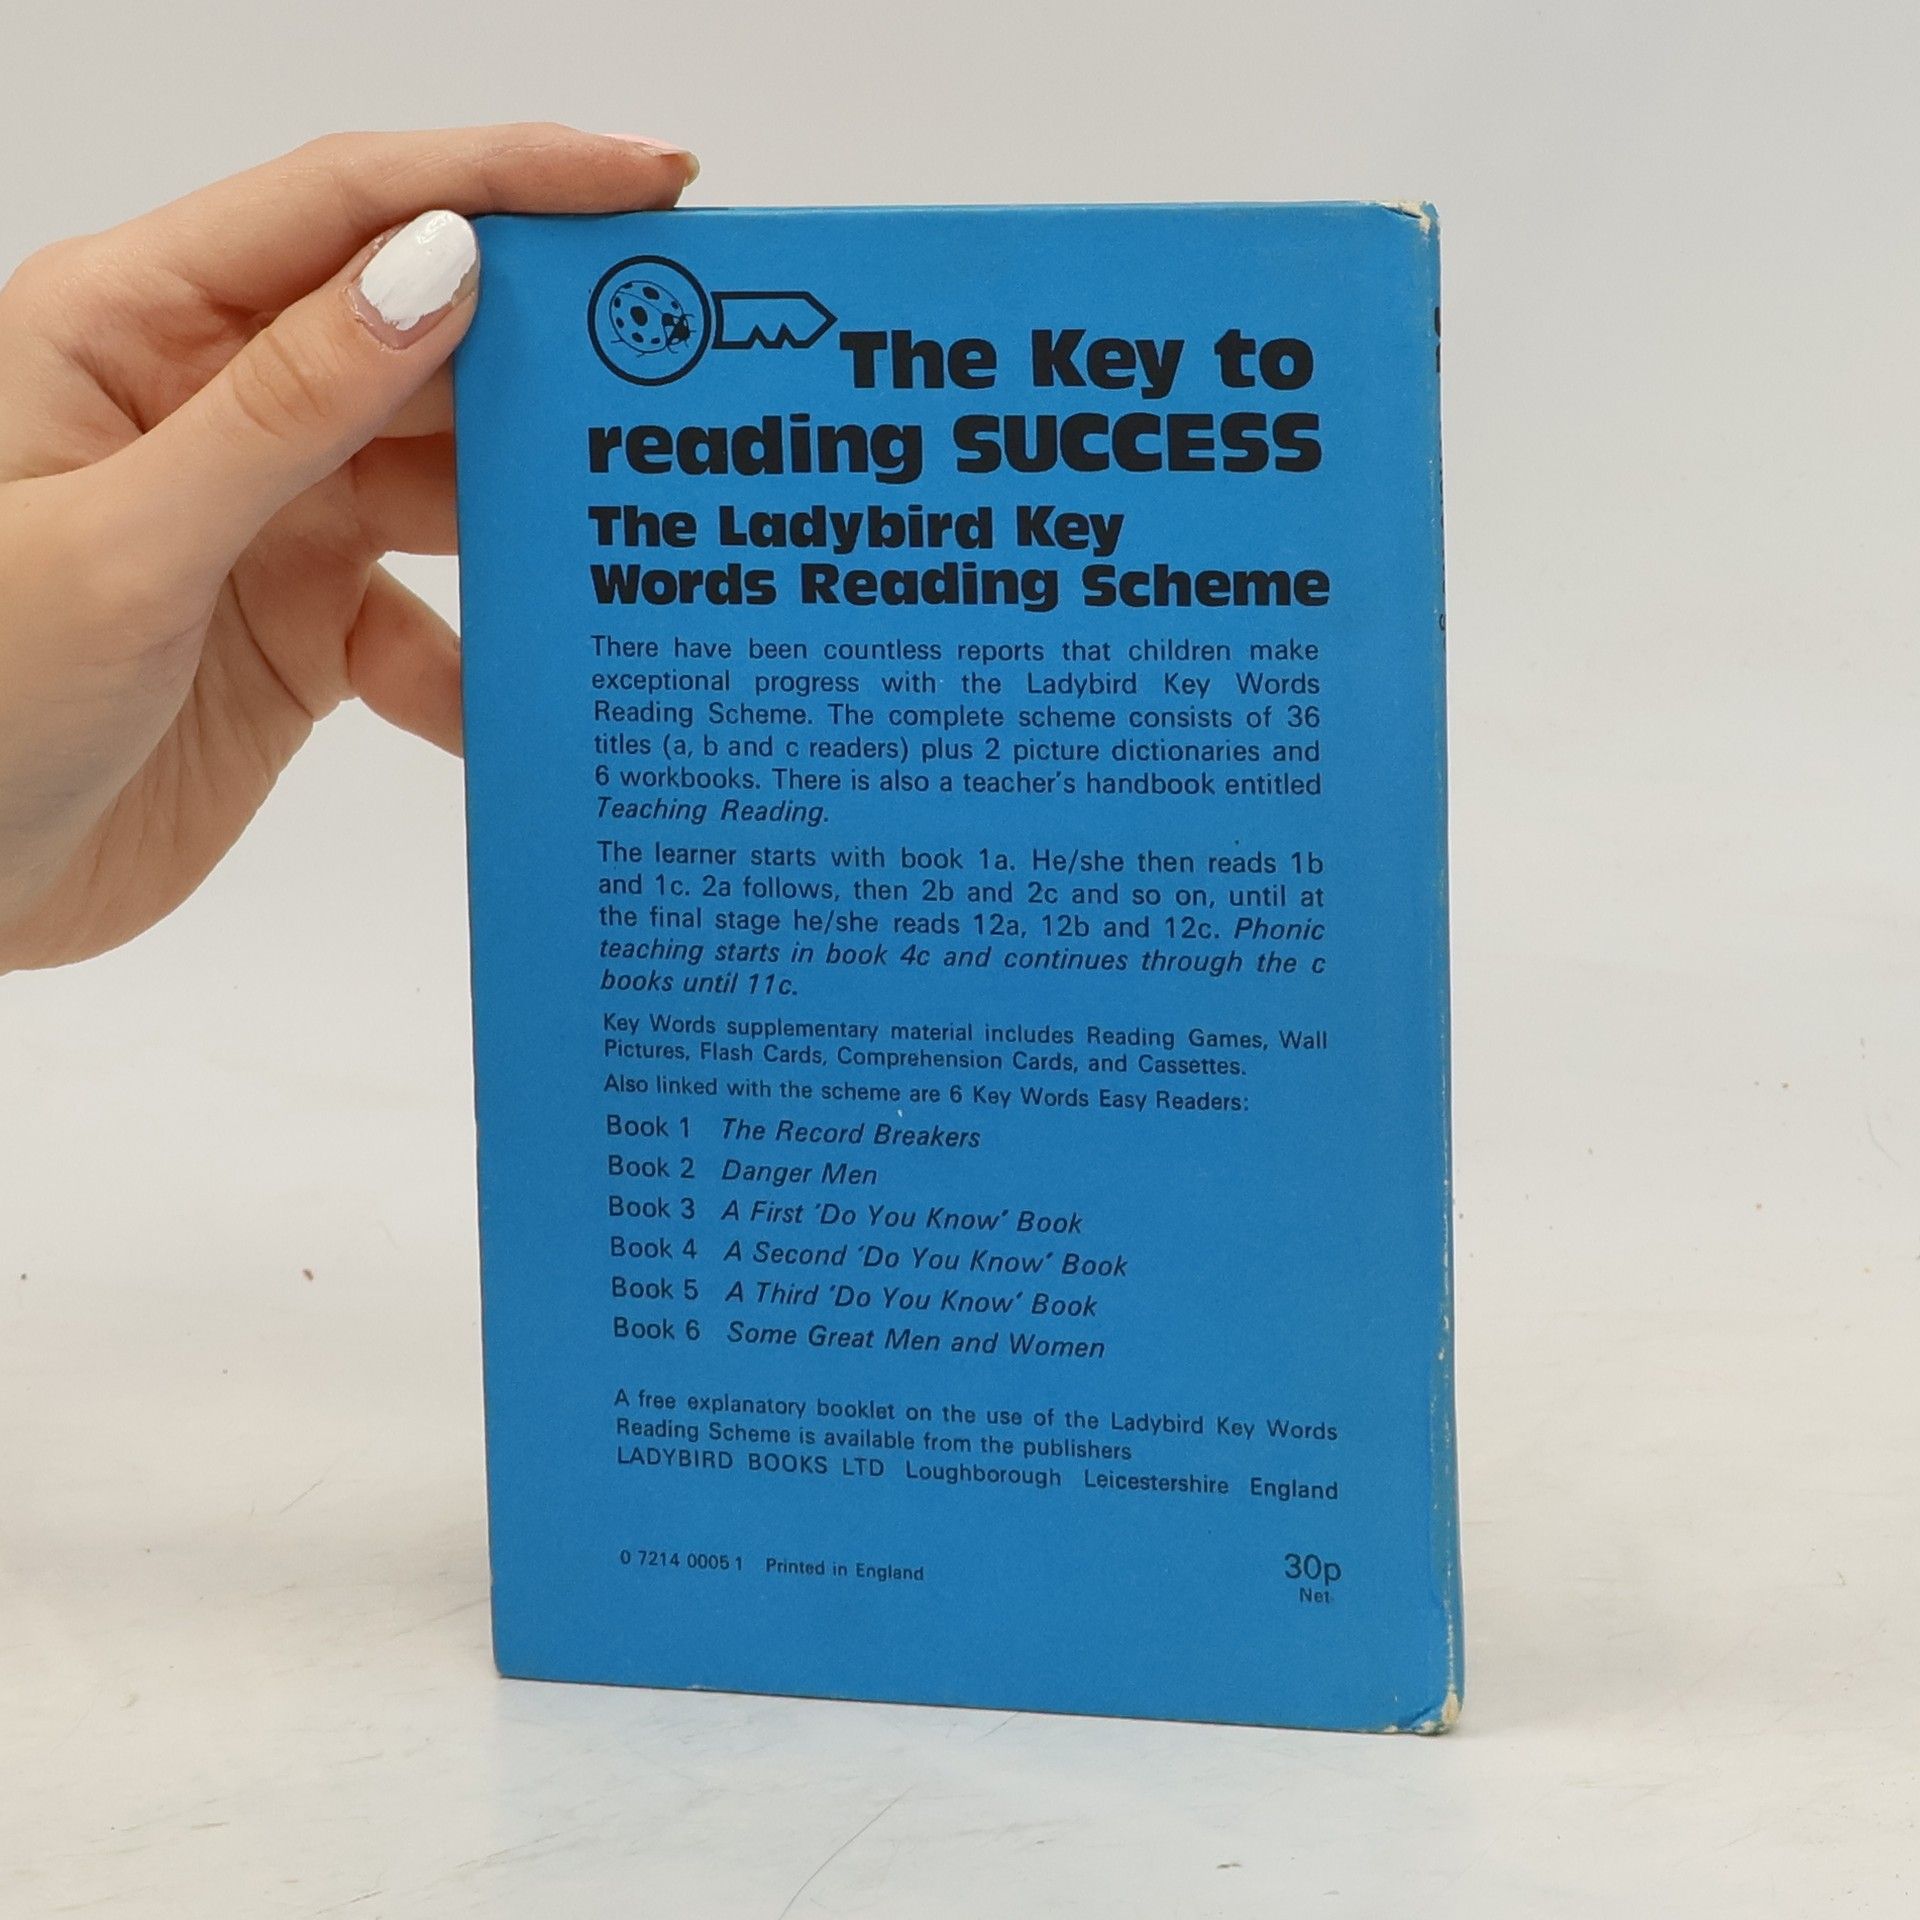 The Key to
reading SUCCESS
The Ladybird Key
Words Reading Scheme
There have been countless reports that children make
exceptional progress with the Ladybird Key Words
Reading Scheme. The complete scheme consists of 36
titles (a, b and c readers) plus 2 picture dictionaries and
6 workbooks. There is also a teacher's handbook entitled
Teaching Reading.
The learner starts with book 1a. He/she then reads 1b
and 1c. 2a follows, then 2b and 2c and so on, until at
the final stage he/she reads 12a, 12b and 12c. Phonic
teaching starts in book 4c and continues through the c
books until 11c.
Key Words supplementary material includes Reading Games, Wall
Pictures, Flash Cards, Comprehension Cards, and Cassettes.
Also linked with the scheme are 6 Key Words Easy Readers:
Book 1 The Record Breakers
Book 2 Danger Men
Book 3 A First 'Do You Know' Book
Book 4 A Second 'Do You Know' Book
Book 5 A Third 'Do You Know' Book
Book 6 Some Great Men and Women
A free explanatory booklet on the use of the Ladybird Key Words
Reading Scheme is available from the publishers
LADYBIRD BOOKS LTD Loughborough Leicestershire England
0 7214 0005 1 Printed in England
30p
Net